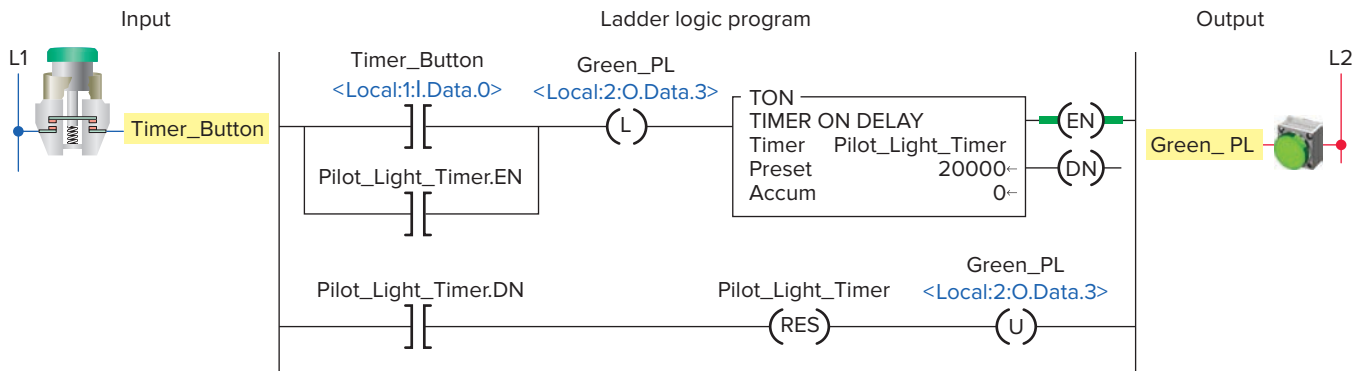 Input
Ladder logic program
Output
L1
L2
Timer_Button
Timer_Button
<Local:1:I.Data.0>
Green_PL
<Local:2:O.Data.3>
L
TON
TIMER ON DELAY
Timer Pilot_Light_Timer
Preset 20000←
Accum 0←
EN
DN
Green_ PL
Pilot_Light_Timer.EN
Pilot_Light_Timer.DN
Pilot_Light_Timer
RES
Green_PL
<Local:2:O.Data.3>
U